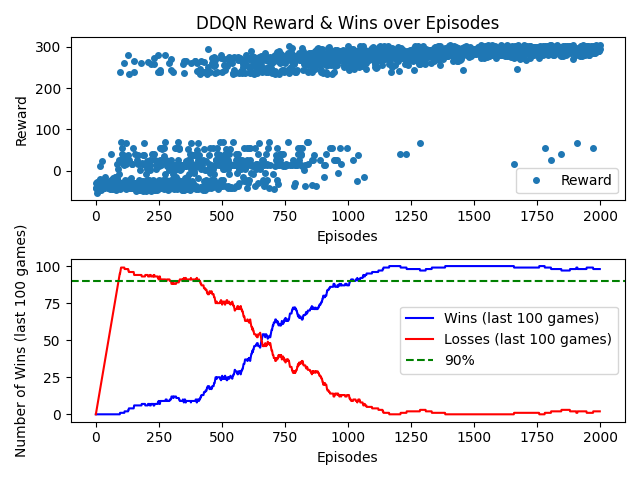 DDQN Reward & Wins over Episodes
300
200
100
0
Reward
Reward
0 250 500 750 1000 1250 1500 1750 2000
Episodes
100
75
50
25
0
Number of Wins (last 100 games)
Wins (last 100 games)
Losses (last 100 games)
90%
0 250 500 750 1000 1250 1500 1750 2000
Episodes